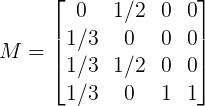 M = [ 0 1/2 0 0
1/3 0 0 0
1/3 1/2 0 0
1/3 0 1 1 ]